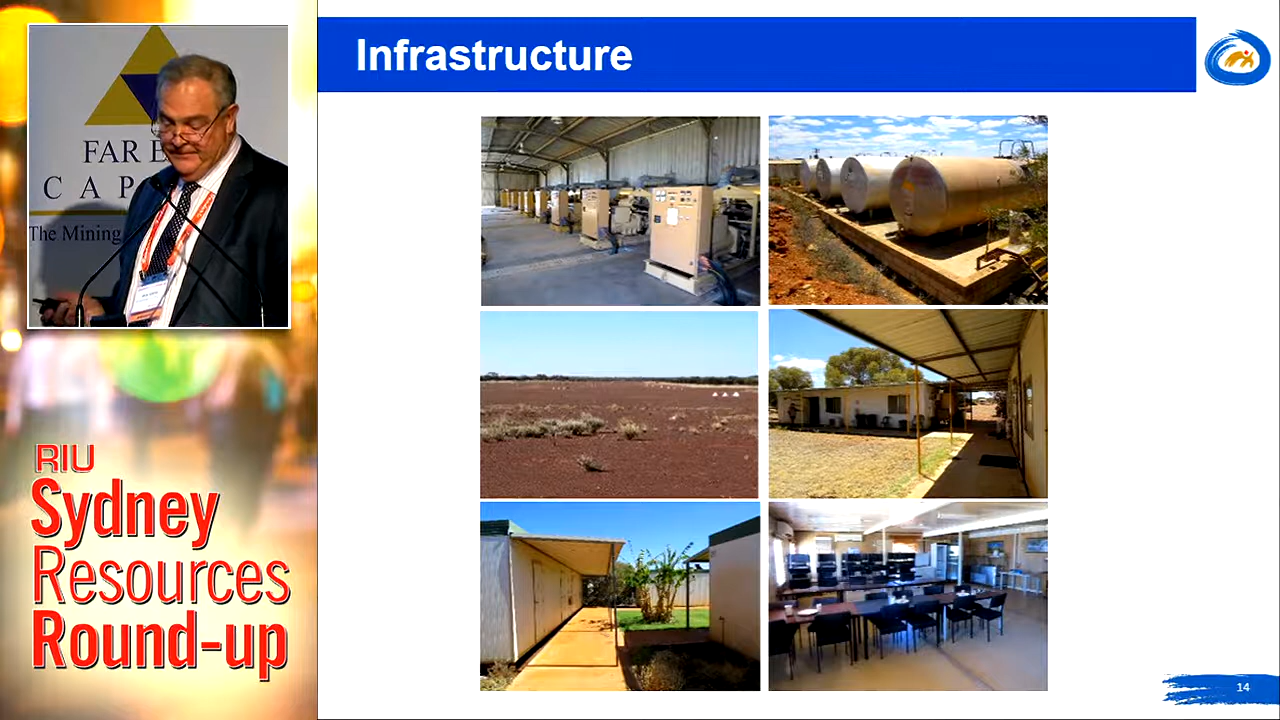 Infrastructure
FAR E
CAP
The Mining
RIU
Sydney
Resources
Round-up
14